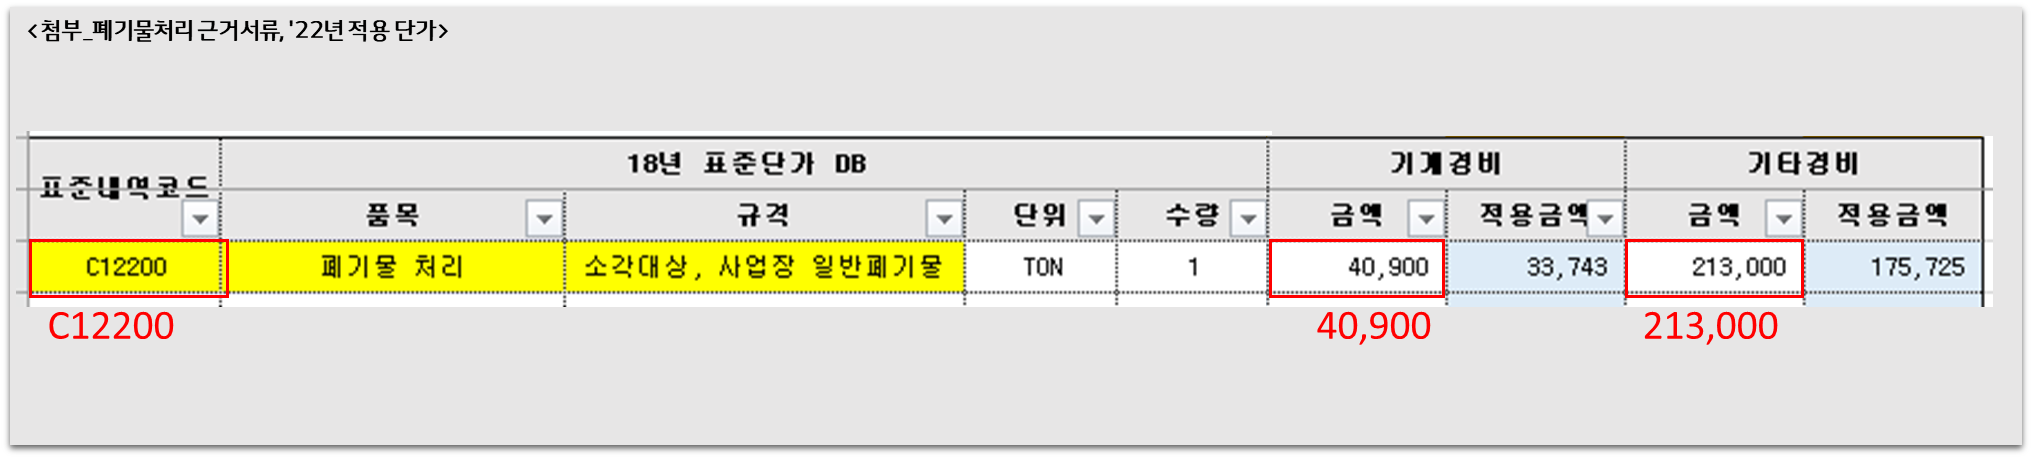 <첨부_폐기물처리 근거서류, '22년 적용 단가>
표준내역코드 18년 표준단가 DB 기계경비 기타경비
품목 규격 단위 수량 금액 적용금액 금액 적용금액
C12200 폐기물 처리 소각대상, 사업장 일반폐기물 TON 1 40,900 33,743 213,000 175,725
C12200 40,900 213,000